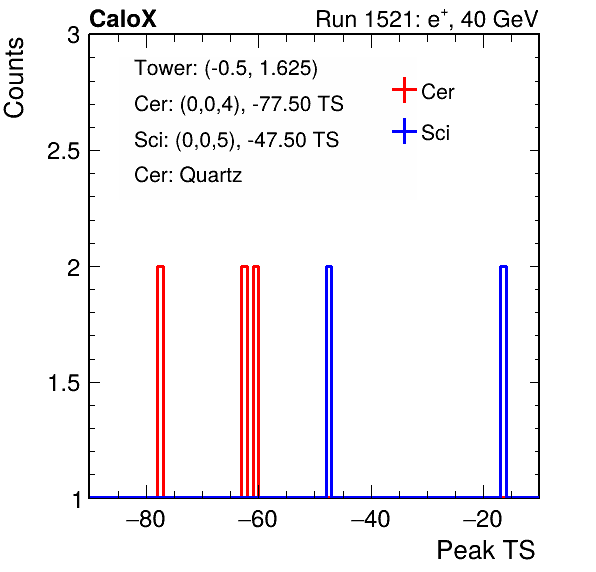 CaloX Run 1521: e⁺, 40 GeV
Counts
3
2.5
2
1.5
1
Tower: (-0.5, 1.625)
Cer: (0,0,4), -77.50 TS
Sci: (0,0,5), -47.50 TS
Cer: Quartz
Cer
Sci
−80 −60 −40 −20
Peak TS